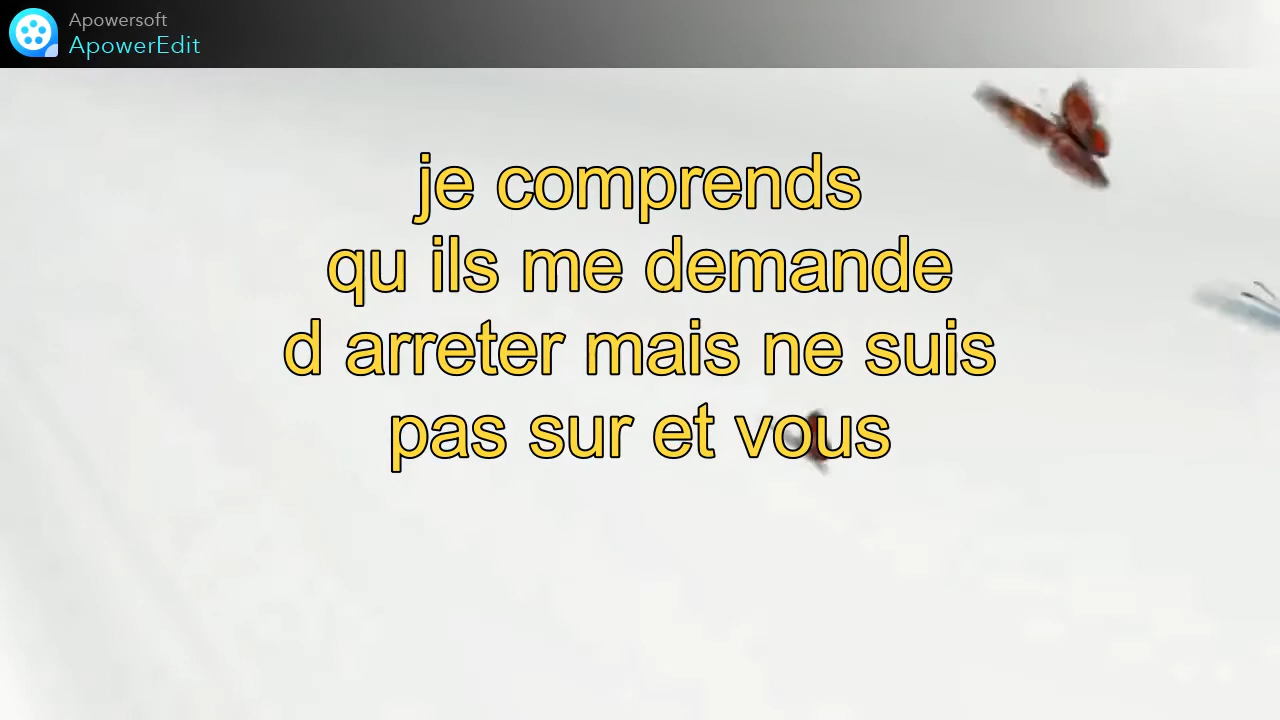 Apowersoft
ApowerEdit
je comprends
qu ils me demande
d arreter mais ne suis
pas sur et vous